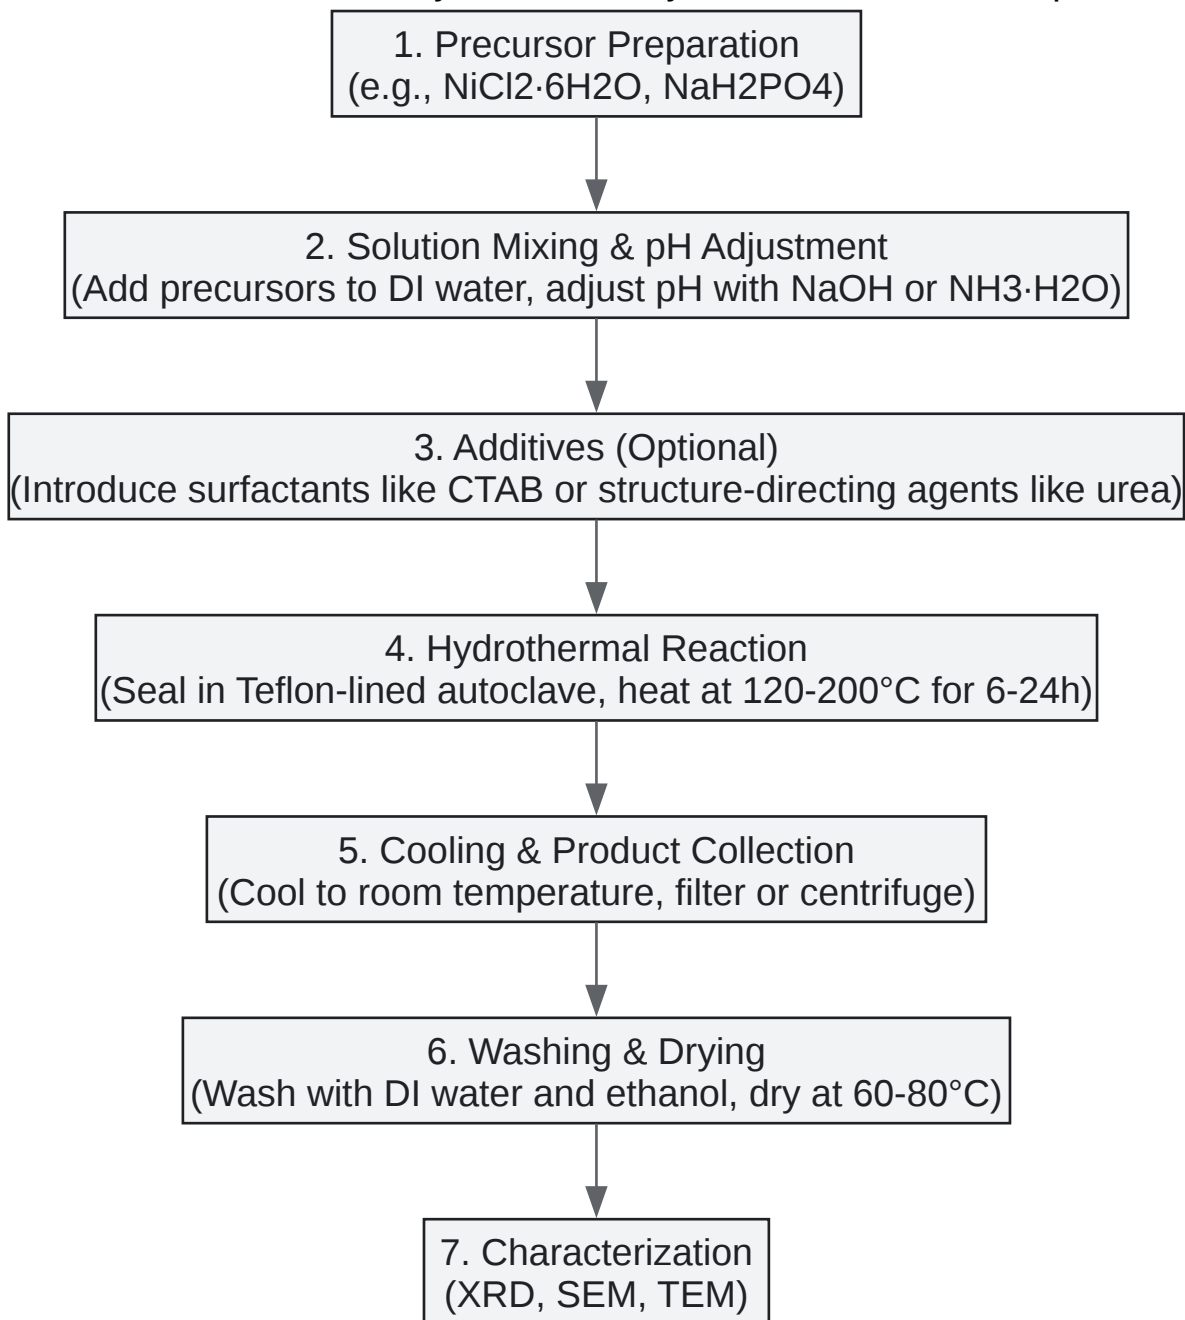 1. Precursor Preparation
(e.g., NiCl2·6H2O, NaH2PO4)
2. Solution Mixing & pH Adjustment
(Add precursors to DI water, adjust pH with NaOH or NH3·H2O)
3. Additives (Optional)
(Introduce surfactants like CTAB or structure-directing agents like urea)
4. Hydrothermal Reaction
(Seal in Teflon-lined autoclave, heat at 120-200°C for 6-24h)
5. Cooling & Product Collection
(Cool to room temperature, filter or centrifuge)
6. Washing & Drying
(Wash with DI water and ethanol, dry at 60-80°C)
7. Characterization
(XRD, SEM, TEM)